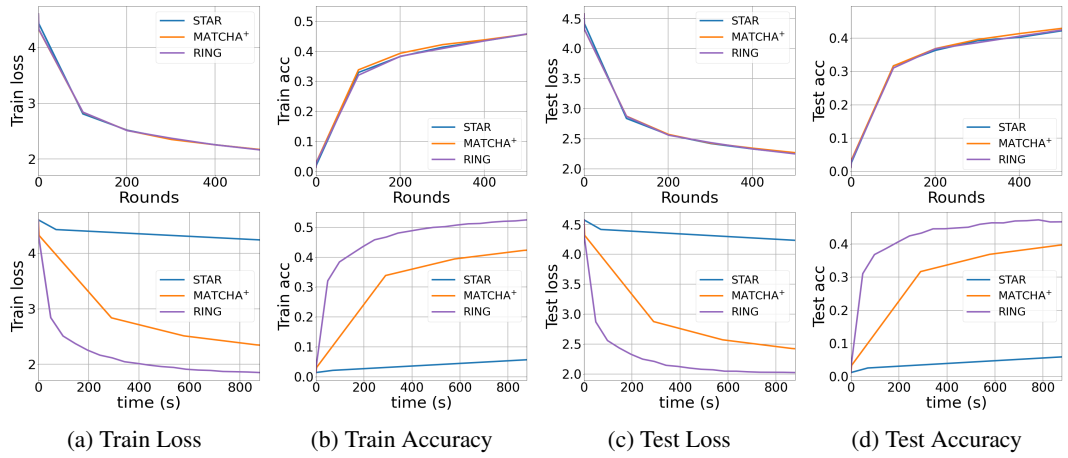 Train loss
4
3
2
0
200
400
Rounds
STAR
MATCHA+
RING
Train acc
0.5
0.4
0.3
0.2
0.1
0.0
0
200
400
Rounds
STAR
MATCHA+
RING
Test loss
4.5
4.0
3.5
3.0
2.5
2.0
0
200
400
Rounds
STAR
MATCHA+
RING
Test acc
0.4
0.2
0.0
0
200
400
Rounds
STAR
MATCHA+
RING
Train loss
4
3
2
0
200
400
600
800
time (s)
STAR
MATCHA+
RING
Train acc
0.5
0.4
0.3
0.2
0.1
0.0
0
200
400
600
800
time (s)
STAR
MATCHA+
RING
Test loss
4.5
4.0
3.5
3.0
2.5
2.0
0
200
400
600
800
time (s)
STAR
MATCHA+
RING
Test acc
0.4
0.3
0.2
0.1
0.0
0
200
400
600
800
time (s)
STAR
MATCHA+
RING
(a) Train Loss
(b) Train Accuracy
(c) Test Loss
(d) Test Accuracy